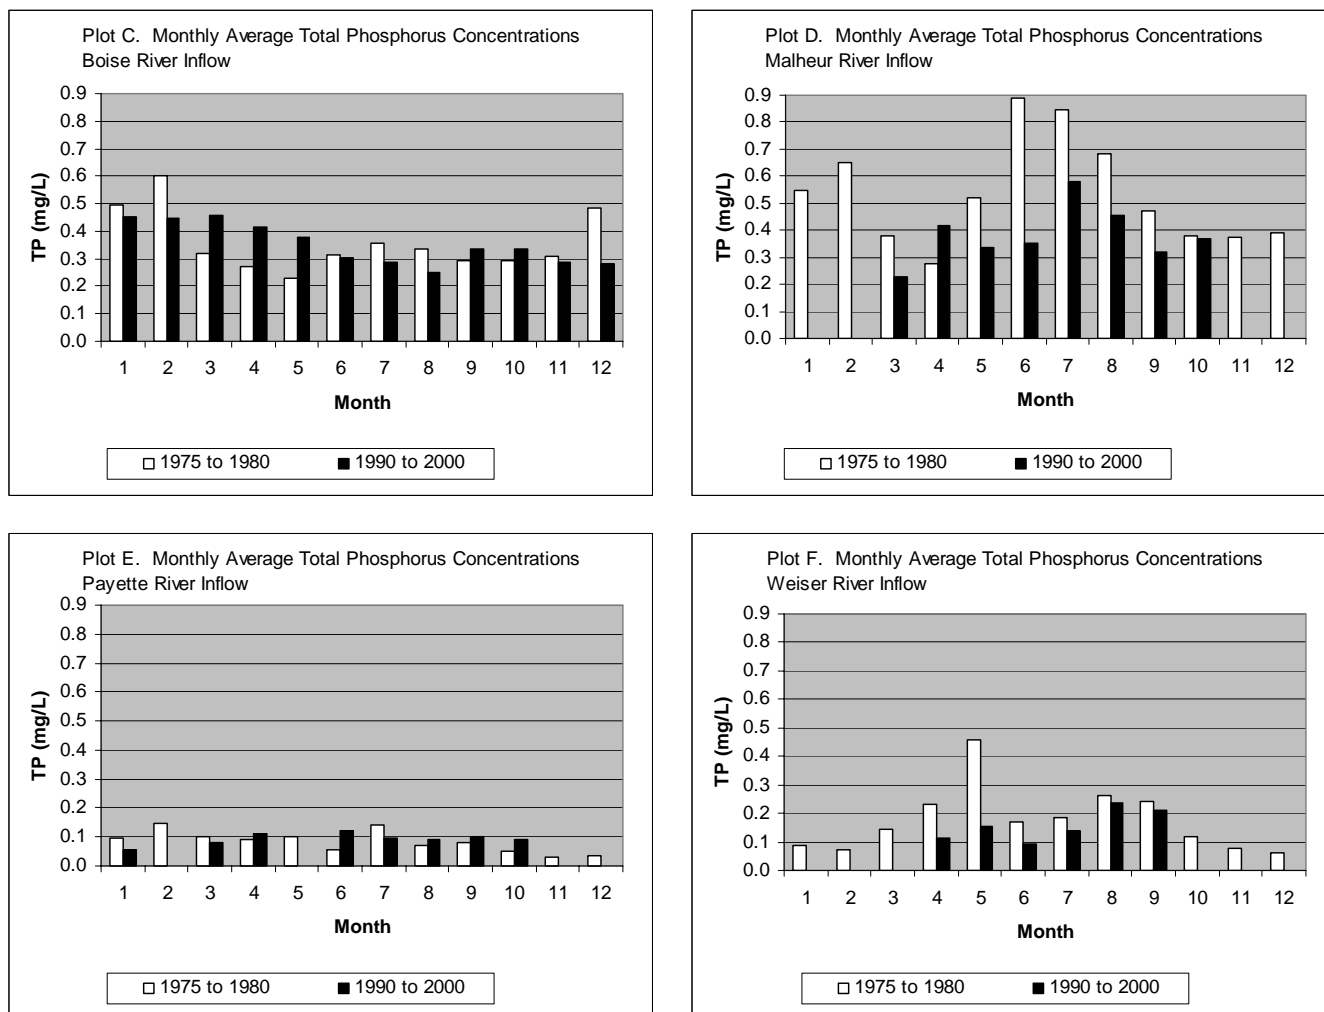 Plot C. Monthly Average Total Phosphorus Concentrations
Boise River Inflow
0.9
0.8
0.7
0.6
0.5
0.4
0.3
0.2
0.1
0.0
TP (mg/L)
1 2 3 4 5 6 7 8 9 10 11 12
Month
1975 to 1980 1990 to 2000
Plot D. Monthly Average Total Phosphorus Concentrations
Malheur River Inflow
0.9
0.8
0.7
0.6
0.5
0.4
0.3
0.2
0.1
0.0
TP (mg/L)
1 2 3 4 5 6 7 8 9 10 11 12
Month
1975 to 1980 1990 to 2000
Plot E. Monthly Average Total Phosphorus Concentrations
Payette River Inflow
0.9
0.8
0.7
0.6
0.5
0.4
0.3
0.2
0.1
0.0
TP (mg/L)
1 2 3 4 5 6 7 8 9 10 11 12
Month
1975 to 1980 1990 to 2000
Plot F. Monthly Average Total Phosphorus Concentrations
Weiser River Inflow
0.9
0.8
0.7
0.6
0.5
0.4
0.3
0.2
0.1
0.0
TP (mg/L)
1 2 3 4 5 6 7 8 9 10 11 12
Month
1975 to 1980 1990 to 2000